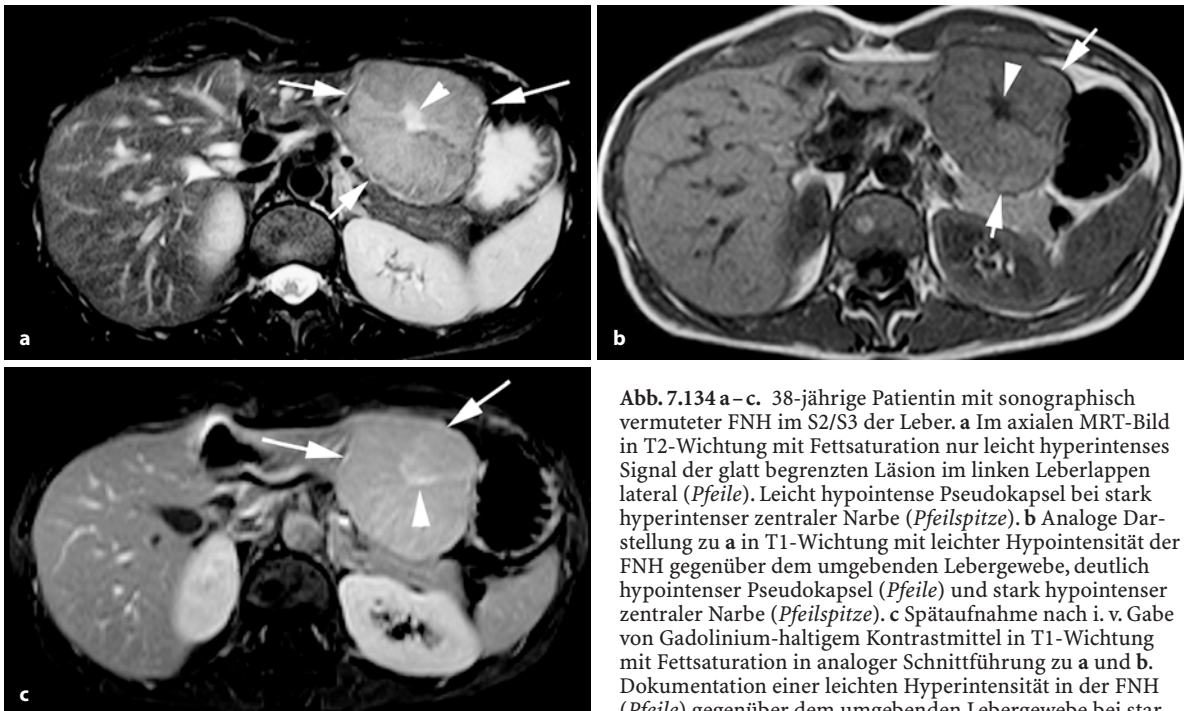 a
b
c
Abb. 7.134 a – c. 38-jährige Patientin mit sonographisch
vermuteter FNH im S2/S3 der Leber. a Im axialen MRT-Bild
in T2-Wichtung mit Fettsaturation nur leicht hyperintenses
Signal der glatt begrenzten Läsion im linken Leberlappen
lateral (Pfeile). Leicht hypointense Pseudokapsel bei stark
hyperintenser zentraler Narbe (Pfeilspitze). b Analoge Dar-
stellung zu a in T1-Wichtung mit leichter Hypointensität der
FNH gegenüber dem umgebenden Lebergewebe, deutlich
hypointenser Pseudokapsel (Pfeile) und stark hypointenser
zentraler Narbe (Pfeilspitze). c Spätaufnahme nach i. v. Gabe
von Gadolinium-haltigem Kontrastmittel in T1-Wichtung
mit Fettsaturation in analoger Schnittführung zu a und b.
Dokumentation einer leichten Hyperintensität in der FNH
(Pfeile) gegenüber dem umgebenden Lebergewebe bei star-